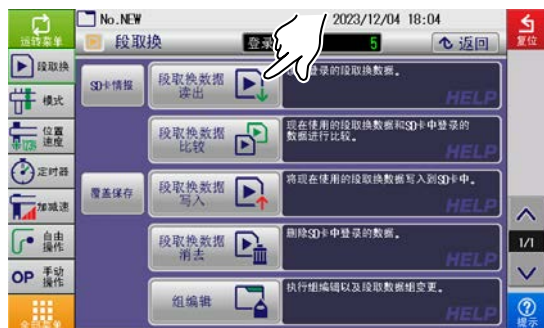 No.NEW
2023/12/04 18:04
运转菜单
段取换
登录
5
返回
复位
段取换
SD卡情报
段取换数据
读出
登录的段取换数据。
HELP
模式
段取换数据
比较
现在使用的段取换数据和SD卡中登录的
数据进行比较。
HELP
位置
速度
定时器
覆盖保存
段取换数据
写入
将现在使用的段取换数据写入到SD卡中。
HELP
加减速
自由
操作
段取换数据
消去
删除SD卡中登录的数据。
HELP
1/1
OP
手动
操作
组编辑
执行组编辑以及段取数据组变更。
HELP
全部菜单
提示